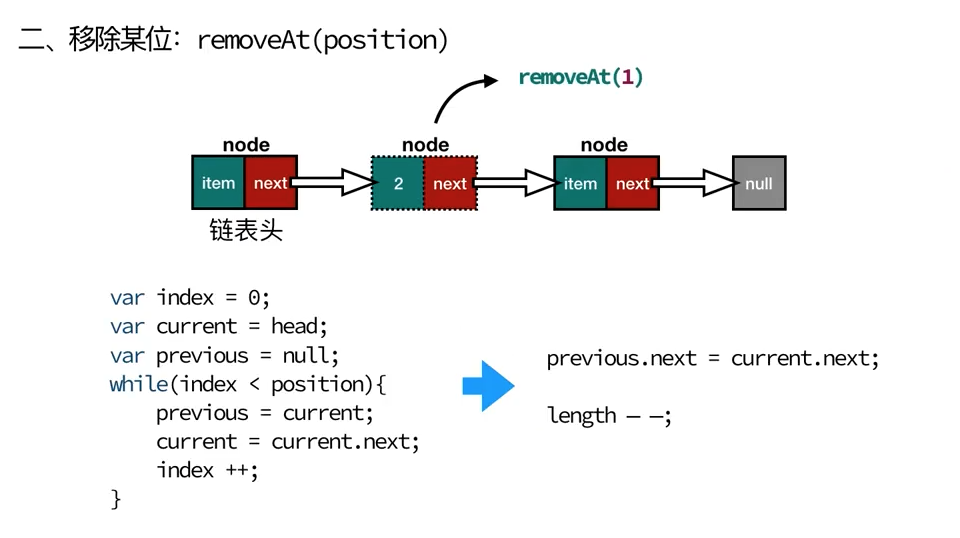 二、移除某位：removeAt(position)
removeAt(1)
node node node
item next 2 next item next null
链表头
var index = 0;
var current = head;
var previous = null;
while(index < position){
previous = current;
current = current.next;
index ++;
}
previous.next = current.next;
length – –;